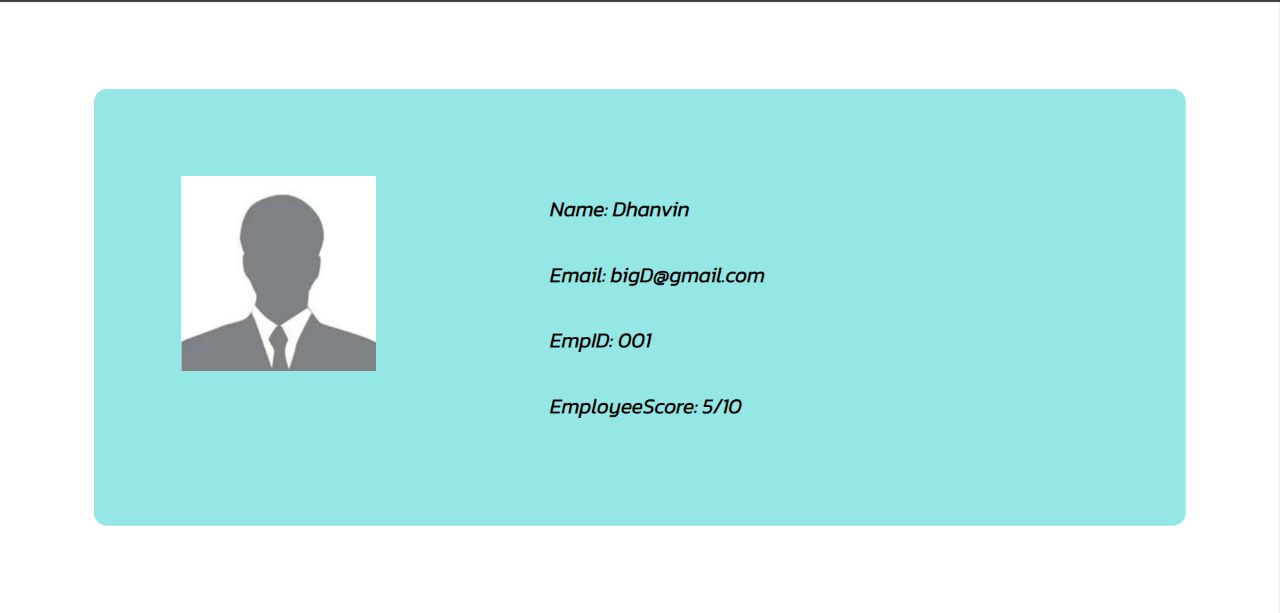 Name: Dhanvin
Email: bigD@gmail.com
EmpID: 001
EmployeeScore: 5/10